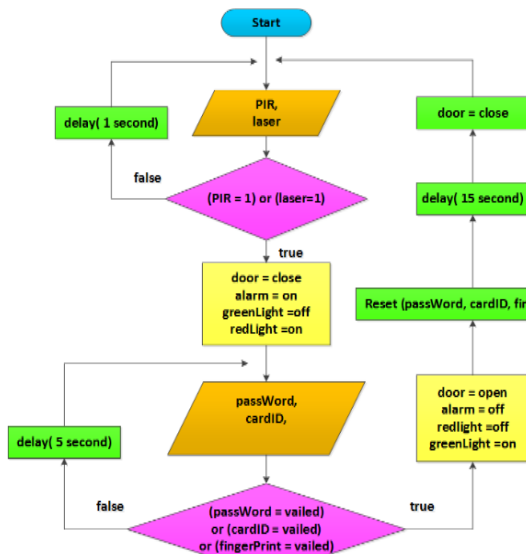 Start
PIR,
laser
door = close
delay( 1 second)
false
(PIR = 1) or (laser=1)
delay( 15 second)
true
door = close
alarm = on
greenLight =off
redLight =on
Reset (passWord, cardID, fin
passWord,
cardID,
door = open
alarm = off
redlight =off
greenLight =on
delay( 5 second)
false
(passWord = vailed)
or (cardID = vailed)
or (fingerPrint = vailed)
true